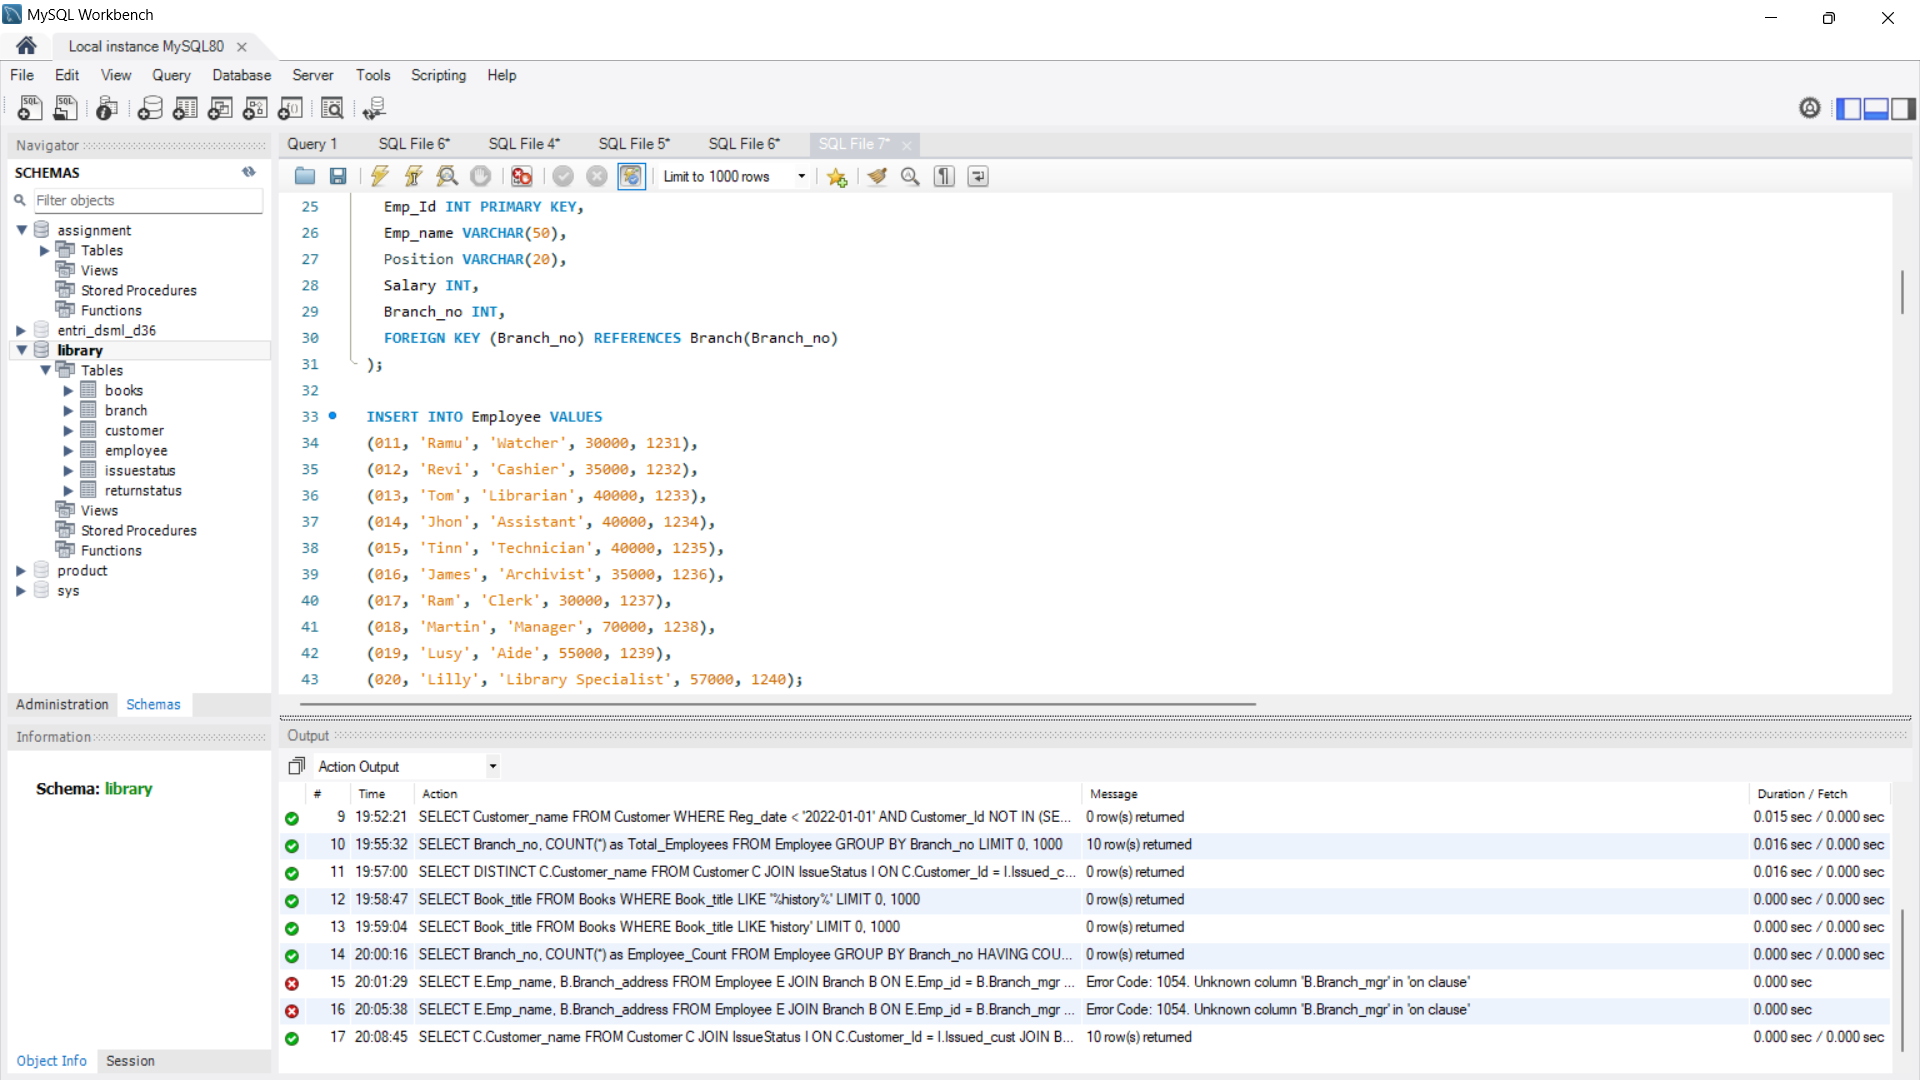 MySQL Workbench
Local instance MySQL80
File Edit View Query Database Server Tools Scripting Help
Navigator
SCHEMAS
Filter objects
assignment
Tables
Views
Stored Procedures
Functions
entri_dsml_d36
library
Tables
books
branch
customer
employee
issuestatus
returnstatus
Views
Stored Procedures
Functions
product
sys
Administration Schemas
Information
Schema: library
Object Info Session
Query 1 SQL File 6* SQL File 4* SQL File 5* SQL File 6* SQL File 7*
Limit to 1000 rows
25 Emp_Id INT PRIMARY KEY,
26 Emp_name VARCHAR(50),
27 Position VARCHAR(20),
28 Salary INT,
29 Branch_no INT,
30 FOREIGN KEY (Branch_no) REFERENCES Branch(Branch_no)
31 );
32
33 INSERT INTO Employee VALUES
34 (011, 'Ramu', 'Watcher', 30000, 1231),
35 (012, 'Revi', 'Cashier', 35000, 1232),
36 (013, 'Tom', 'Librarian', 40000, 1233),
37 (014, 'Jhon', 'Assistant', 40000, 1234),
38 (015, 'Tinn', 'Technician', 40000, 1235),
39 (016, 'James', 'Archivist', 35000, 1236),
40 (017, 'Ram', 'Clerk', 30000, 1237),
41 (018, 'Martin', 'Manager', 70000, 1238),
42 (019, 'Lusy', 'Aide', 55000, 1239),
43 (020, 'Lilly', 'Library Specialist', 57000, 1240);
Output
Action Output
# Time Action Message Duration / Fetch
9 19:52:21 SELECT Customer_name FROM Customer WHERE Reg_date < '2022-01-01' AND Customer_Id NOT IN (SE... 0 row(s) returned 0.015 sec / 0.000 sec
10 19:55:32 SELECT Branch_no, COUNT(*) as Total_Employees FROM Employee GROUP BY Branch_no LIMIT 0, 1000 10 row(s) returned 0.016 sec / 0.000 sec
11 19:57:00 SELECT DISTINCT C.Customer_name FROM Customer C JOIN IssueStatus I ON C.Customer_Id = I.Issued_c... 0 row(s) returned 0.016 sec / 0.000 sec
12 19:58:47 SELECT Book_title FROM Books WHERE Book_title LIKE '%history%' LIMIT 0, 1000 0 row(s) returned 0.000 sec / 0.000 sec
13 19:59:04 SELECT Book_title FROM Books WHERE Book_title LIKE 'history' LIMIT 0, 1000 0 row(s) returned 0.000 sec / 0.000 sec
14 20:00:16 SELECT Branch_no, COUNT(*) as Employee_Count FROM Employee GROUP BY Branch_no HAVING COU... 0 row(s) returned 0.000 sec / 0.000 sec
15 20:01:29 SELECT E.Emp_name, B.Branch_address FROM Employee E JOIN Branch B ON E.Emp_id = B.Branch_mgr ... Error Code: 1054. Unknown column 'B.Branch_mgr' in 'on clause' 0.000 sec
16 20:05:38 SELECT E.Emp_name, B.Branch_address FROM Employee E JOIN Branch B ON E.Emp_id = B.Branch_mgr ... Error Code: 1054. Unknown column 'B.Branch_mgr' in 'on clause' 0.000 sec
17 20:08:45 SELECT C.Customer_name FROM Customer C JOIN IssueStatus I ON C.Customer_Id = I.Issued_cust JOIN B... 10 row(s) returned 0.000 sec / 0.000 sec